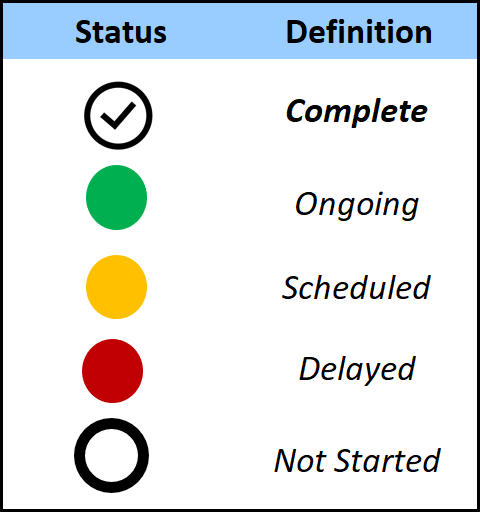 Status Definition
Complete
Ongoing
Scheduled
Delayed
Not Started